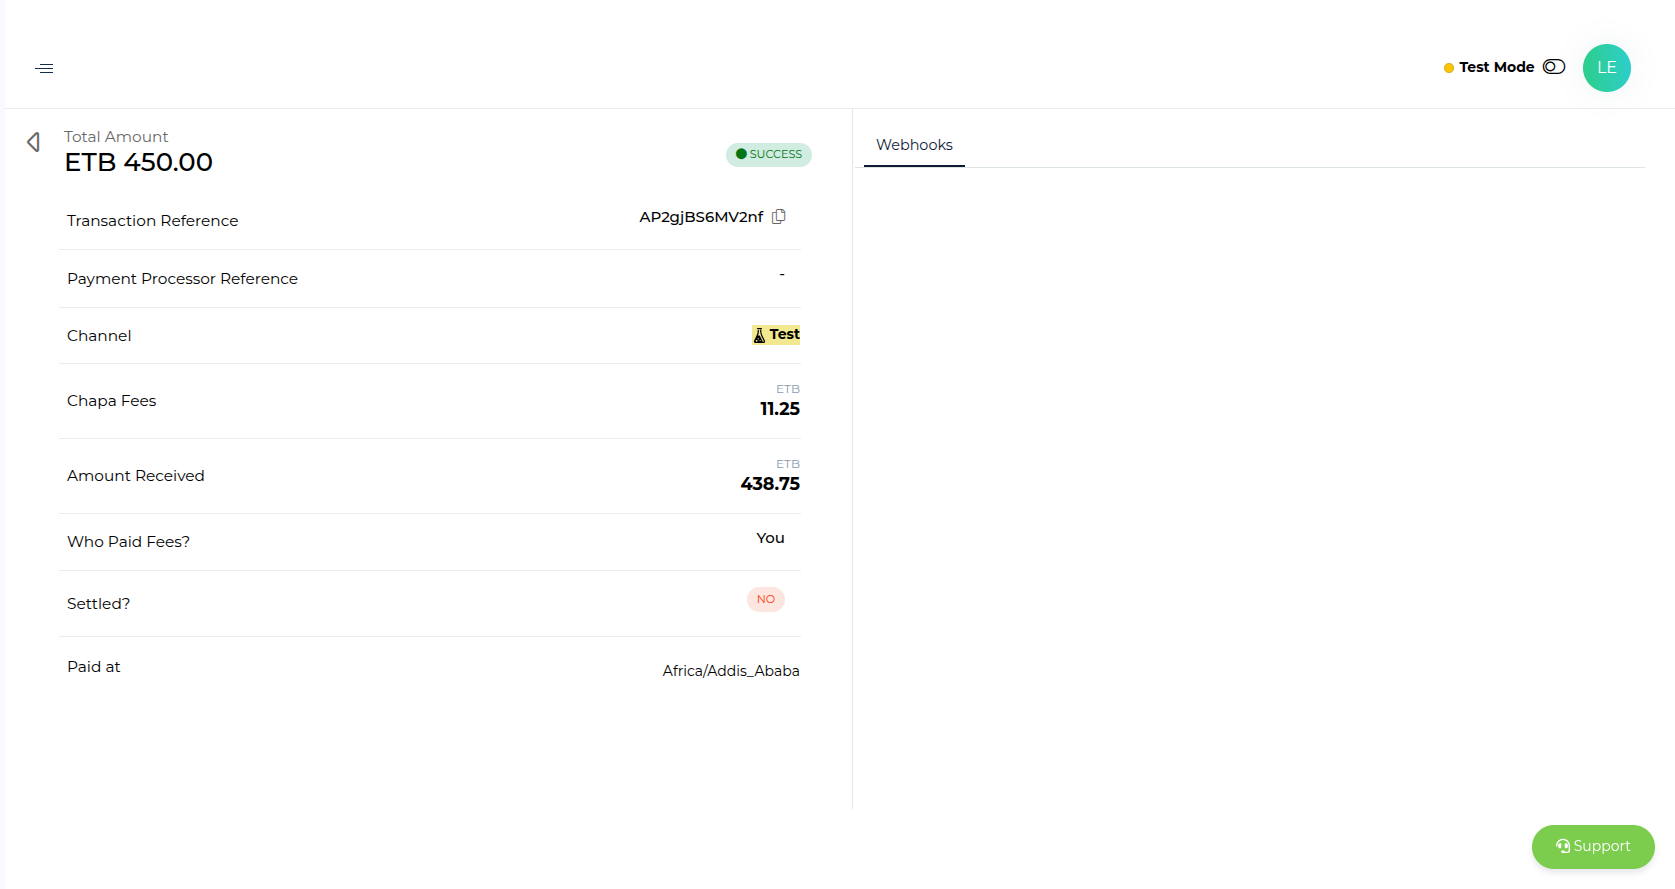 Test Mode
LE
Total Amount
ETB 450.00
SUCCESS
Webhooks
Transaction Reference
AP2gjBS6MV2nf
Payment Processor Reference
-
Channel
Test
Chapa Fees
ETB
11.25
Amount Received
ETB
438.75
Who Paid Fees?
You
Settled?
NO
Paid at
Africa/Addis_Ababa
Support